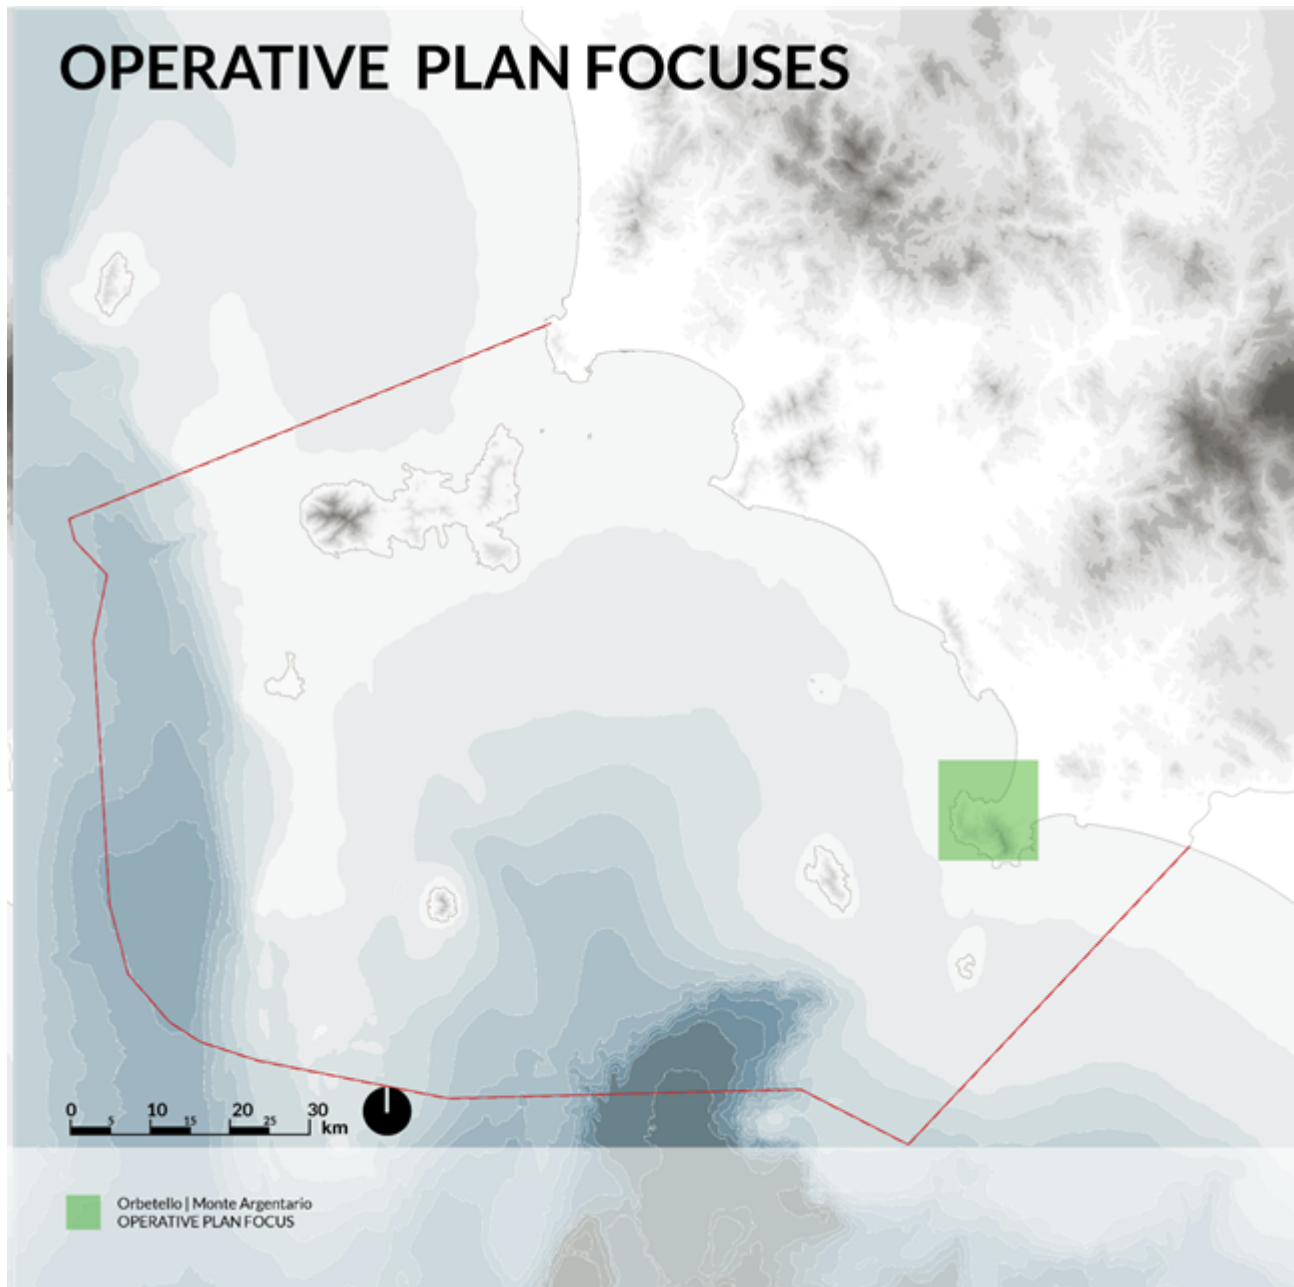 OPERATIVE PLAN FOCUSES
0 5 10 15 20 25 30 km
Orbetello | Monte Argentario
OPERATIVE PLAN FOCUS